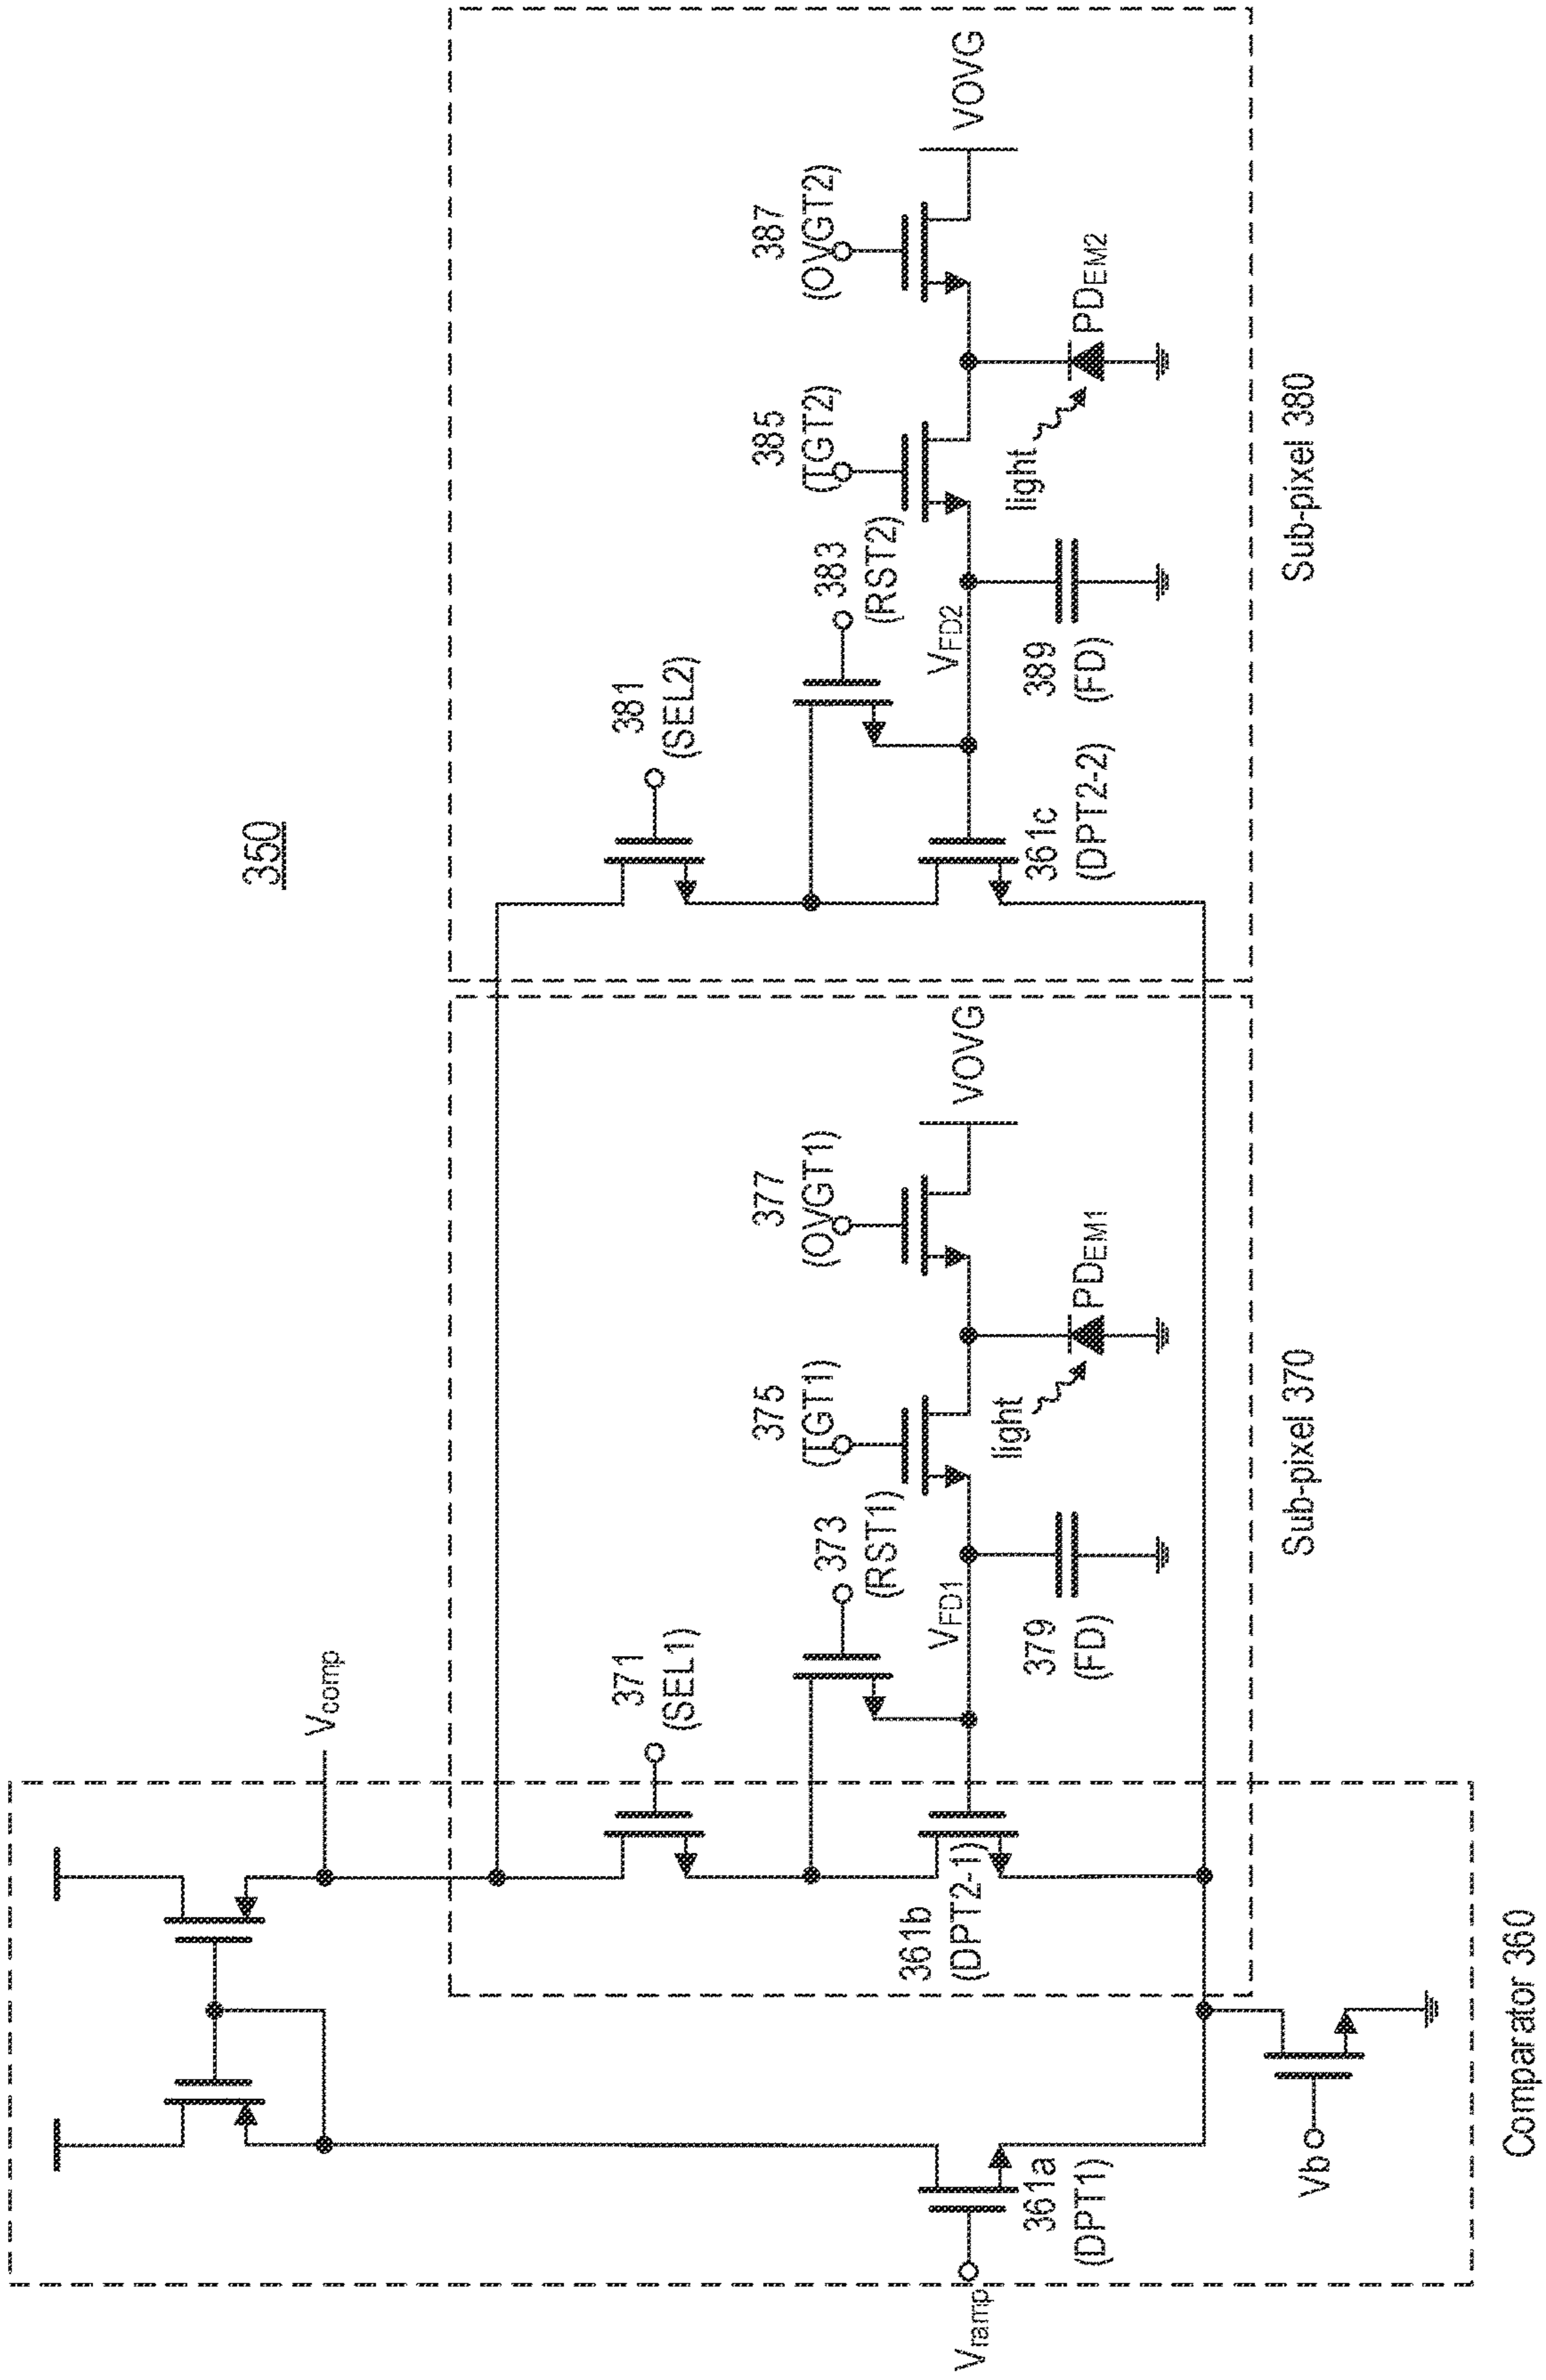 350
Vcomp
371
(SEL1)
373
(RST1)
375
(TGT1)
377
(OVGT1)
VFD1
VOVG
379
(FD)
light
PDEM1
361b
(DPT2-1)
Sub-pixel 370
381
(SEL2)
383
(RST2)
385
(TGT2)
387
(OVGT2)
VFD2
VOVG
389
(FD)
light
PDEM2
361c
(DPT2-2)
Sub-pixel 380
Vramp
361a
(DPT1)
Vb
Comparator 360